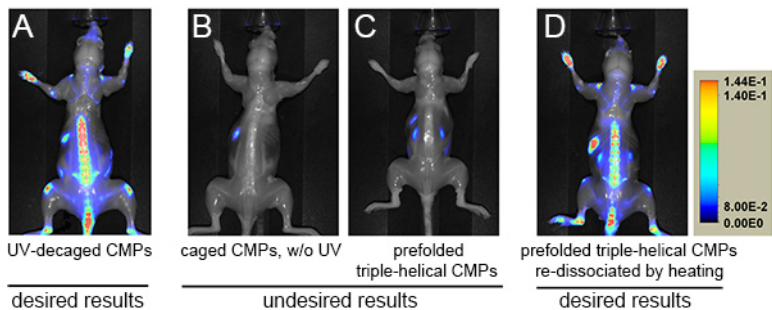 A
B
C
D
1.44E-1
1.40E-1
8.00E-2
0.00E0
UV-decaged CMPs
caged CMPs, w/o UV
prefolded
triple-helical CMPs
prefolded triple-helical CMPs
re-dissociated by heating
desired results
undesired results
desired results